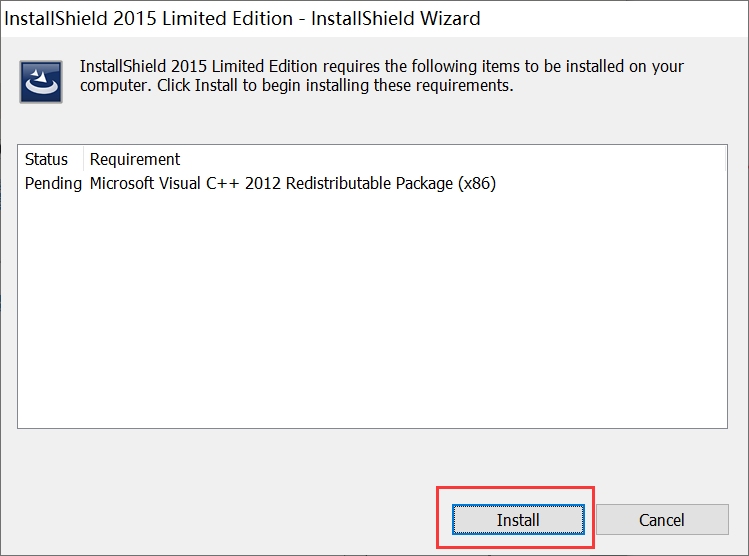 InstallShield 2015 Limited Edition - InstallShield Wizard
InstallShield 2015 Limited Edition requires the following items to be installed on your
computer. Click Install to begin installing these requirements.
Status Requirement
Pending Microsoft Visual C++ 2012 Redistributable Package (x86)
Install Cancel